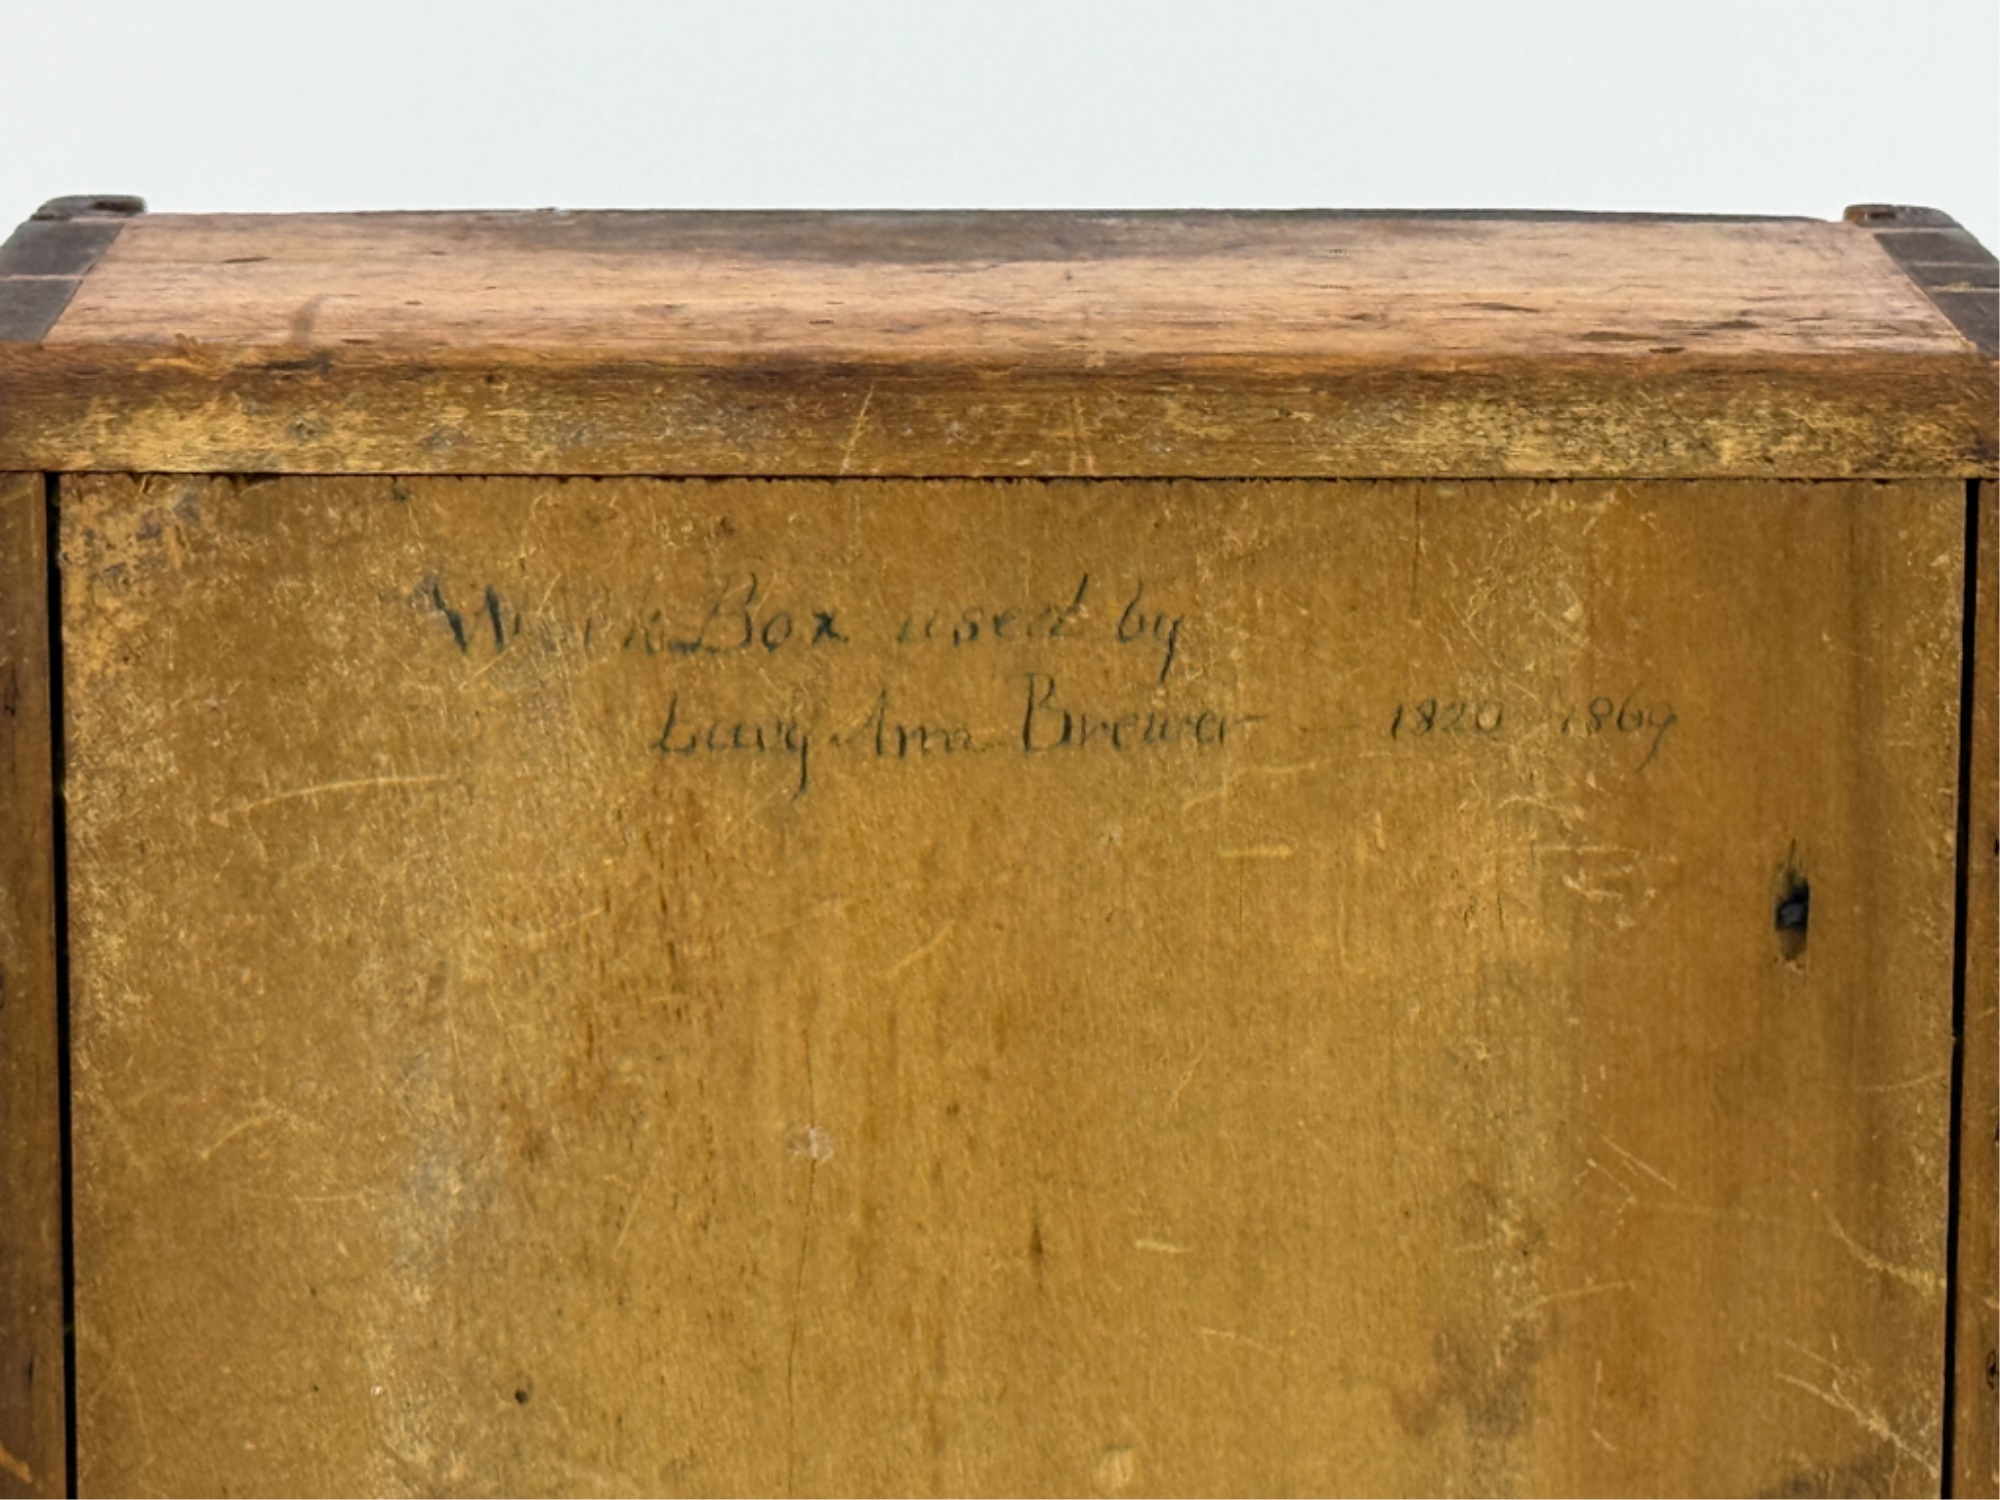 Work Box used by
Lucy Ann Brewer — 1820 1869